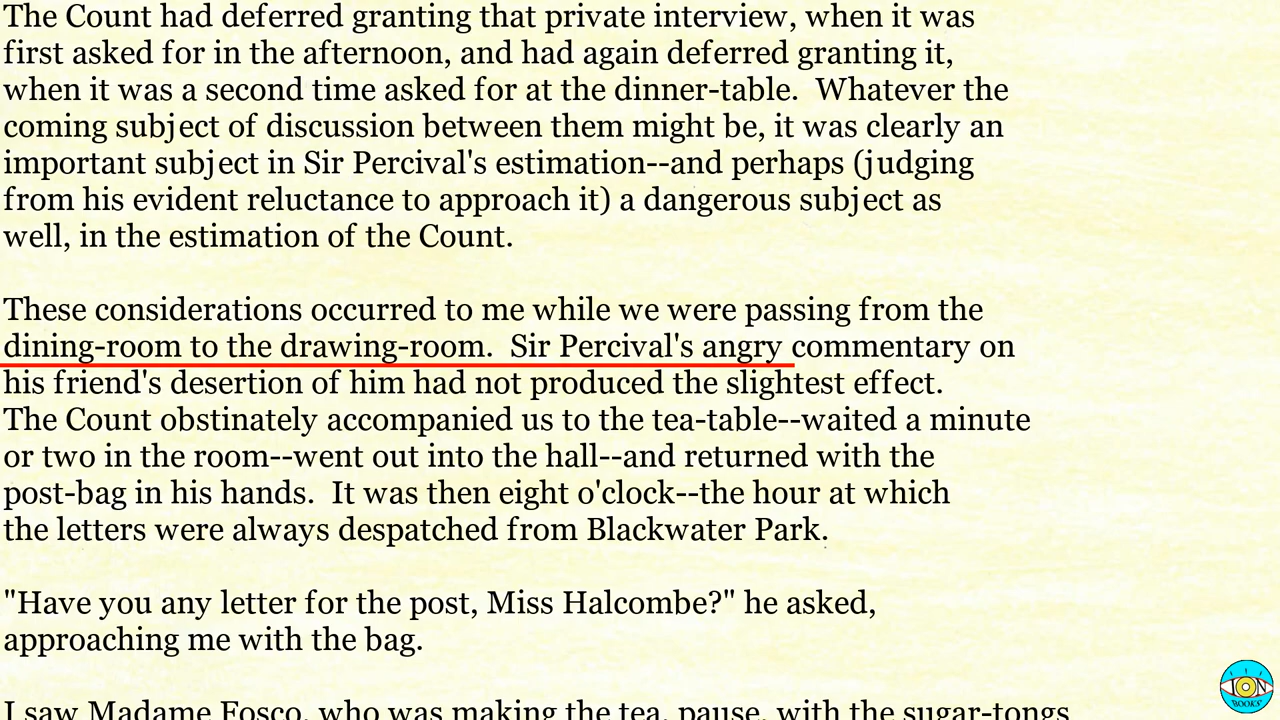 The Count had deferred granting that private interview, when it was
first asked for in the afternoon, and had again deferred granting it,
when it was a second time asked for at the dinner-table.  Whatever the
coming subject of discussion between them might be, it was clearly an
important subject in Sir Percival's estimation--and perhaps (judging
from his evident reluctance to approach it) a dangerous subject as
well, in the estimation of the Count.

These considerations occurred to me while we were passing from the
dining-room to the drawing-room.  Sir Percival's angry commentary on
his friend's desertion of him had not produced the slightest effect.
The Count obstinately accompanied us to the tea-table--waited a minute
or two in the room--went out into the hall--and returned with the
post-bag in his hands.  It was then eight o'clock--the hour at which
the letters were always despatched from Blackwater Park.

"Have you any letter for the post, Miss Halcombe?" he asked,
approaching me with the bag.

I saw Madame Fosco, who was making the tea, pause, with the sugar-tongs
ION
BOOKS